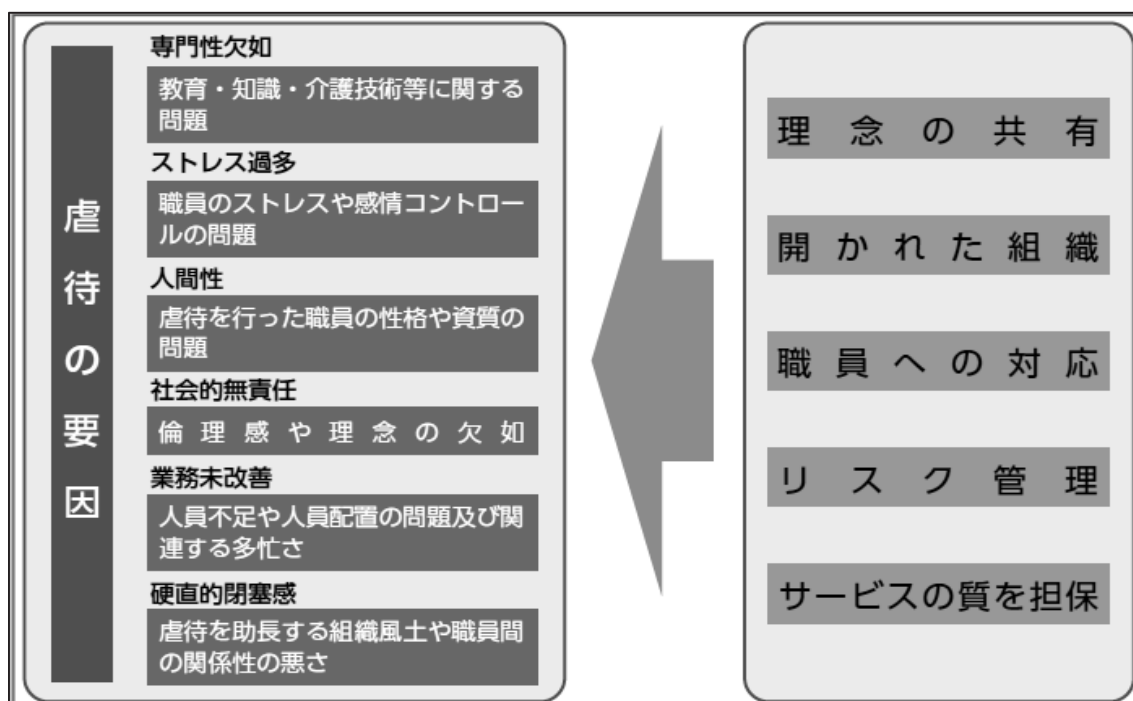 虐待の要因
専門性欠如
教育・知識・介護技術等に関する
問題
ストレス過多
職員のストレスや感情コントロー
ルの問題
人間性
虐待を行った職員の性格や資質の
問題
社会的無責任
倫理感や理念の欠如
業務未改善
人員不足や人員配置の問題及び関
連する多忙さ
硬直的閉塞感
虐待を助長する組織風土や職員間
の関係性の悪さ
理念の共有
開かれた組織
職員への対応
リスク管理
サービスの質を担保